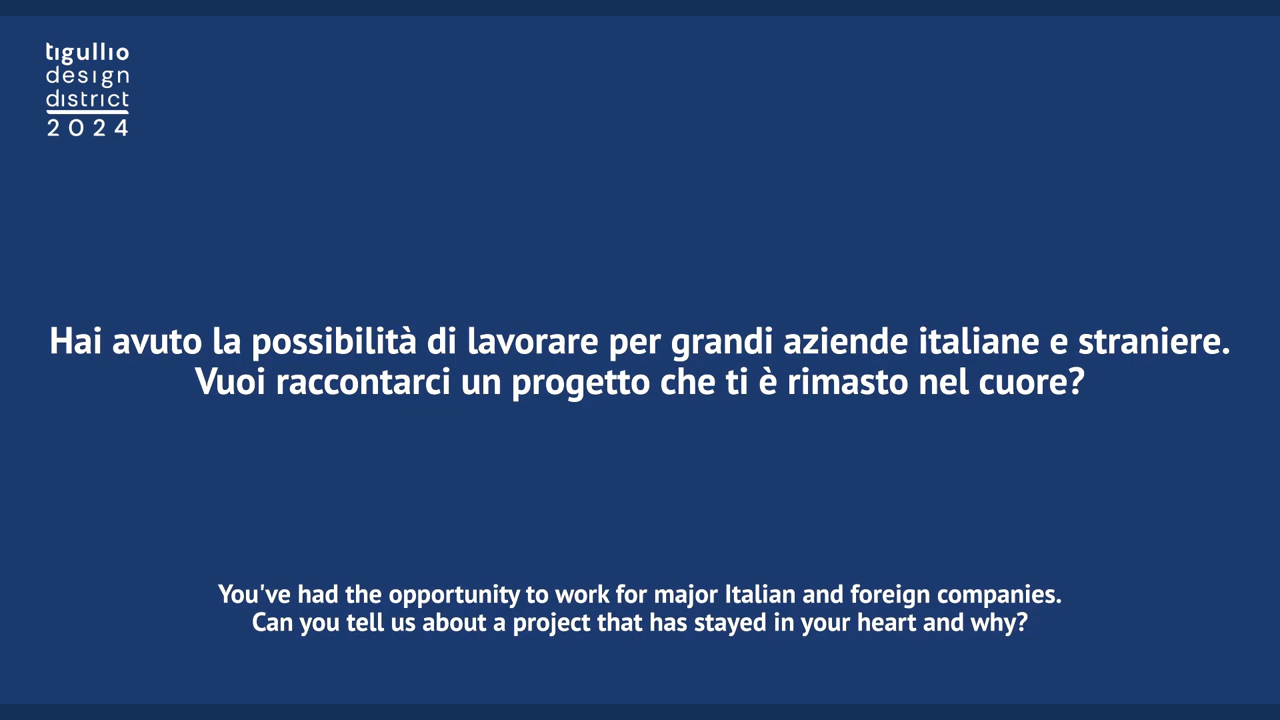 tigullio
design
district
2024
Hai avuto la possibilità di lavorare per grandi aziende italiane e straniere.
Vuoi raccontarci un progetto che ti è rimasto nel cuore?
You've had the opportunity to work for major Italian and foreign companies.
Can you tell us about a project that has stayed in your heart and why?